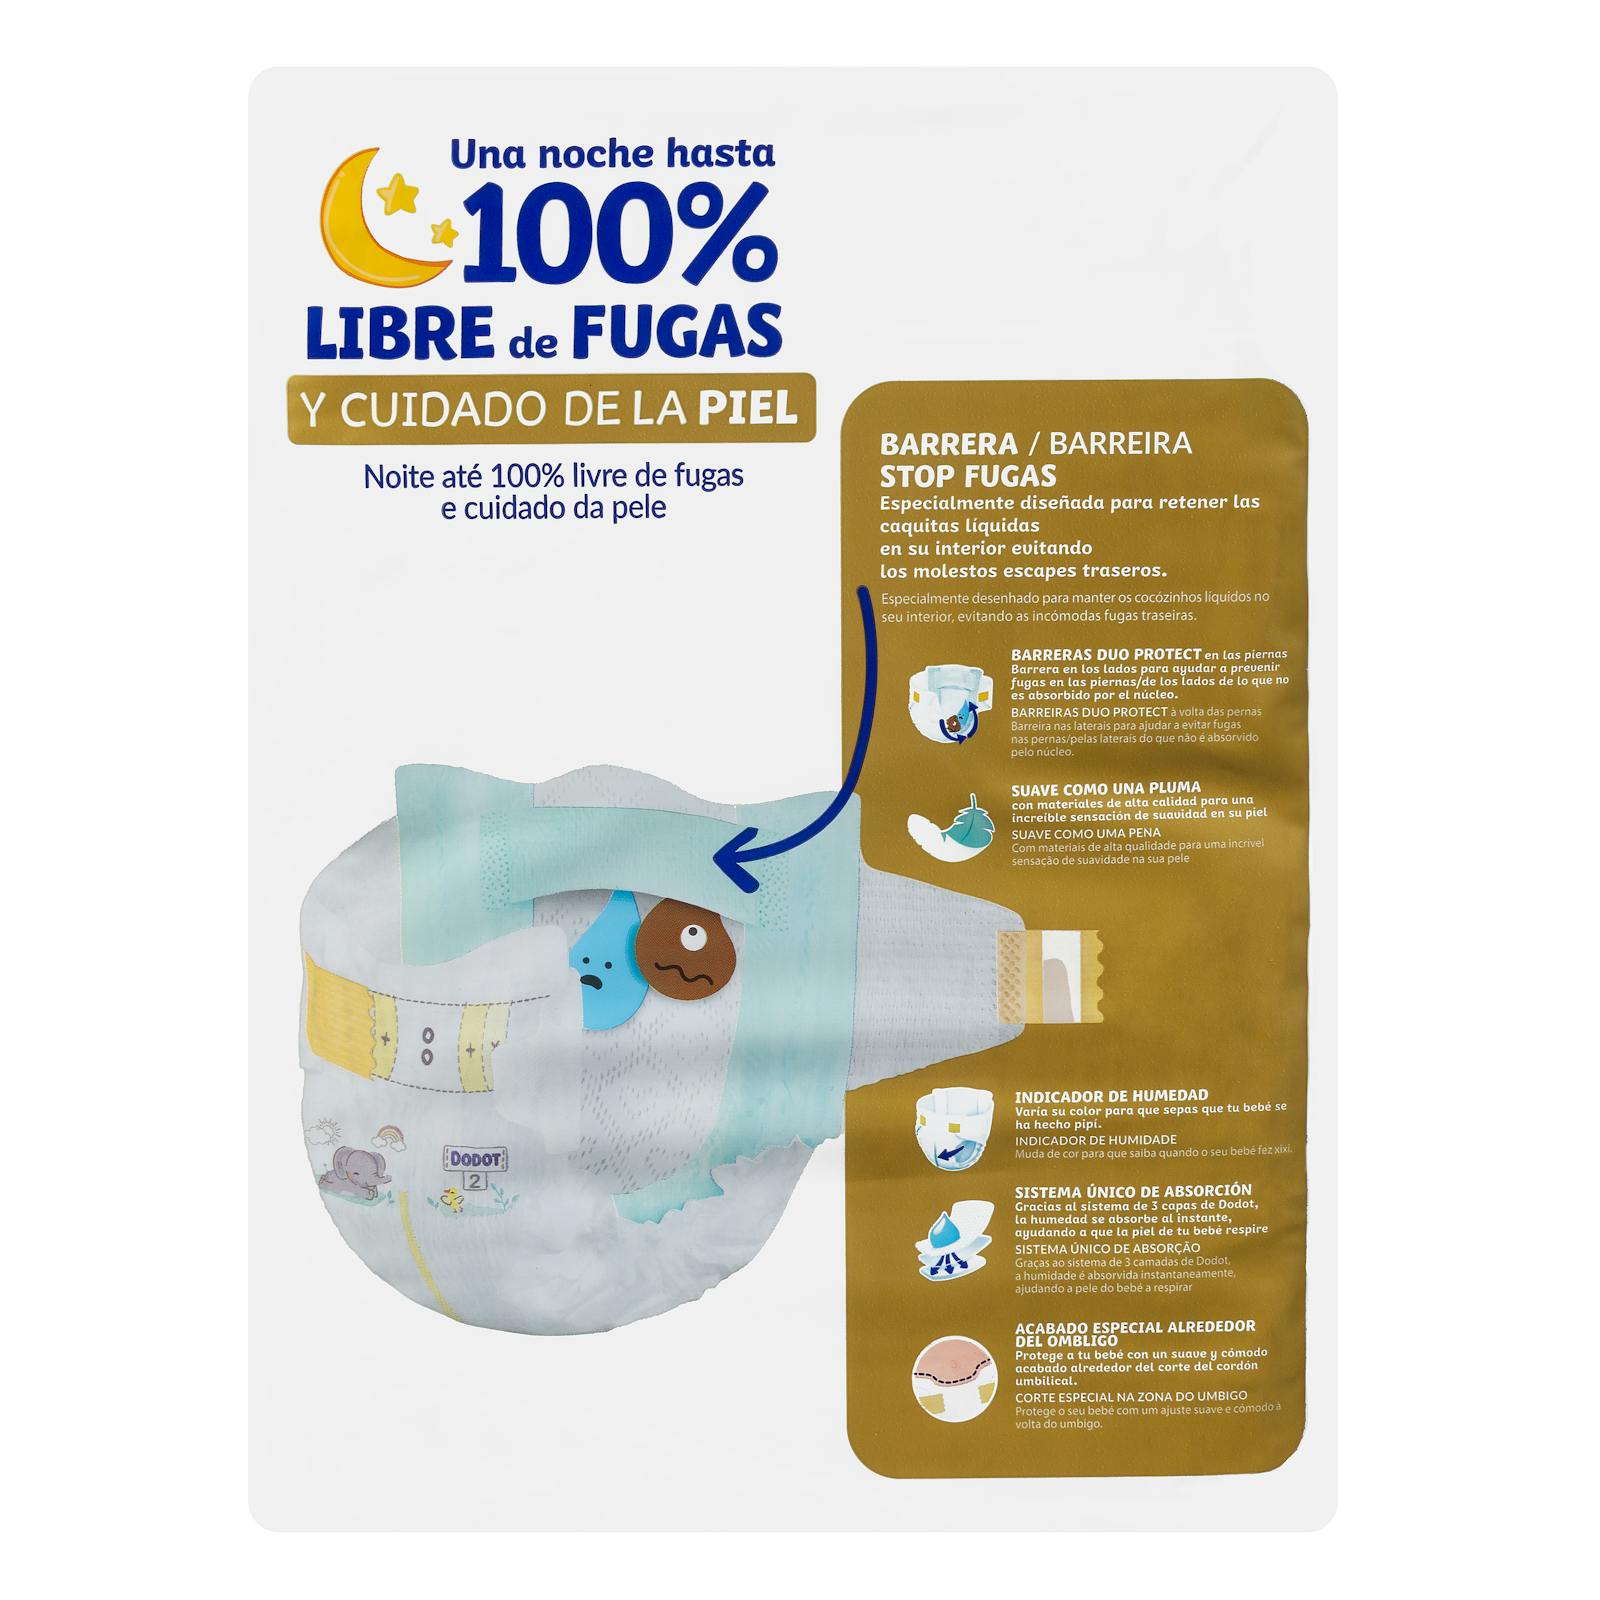 Una noche hasta
100%
LIBRE de FUGAS
Y CUIDADO DE LA PIEL
Noite até 100% livre de fugas
e cuidado da pele
BARRERA / BARREIRA
STOP FUGAS
Especialmente diseñada para retener las
caquitas líquidas
en su interior evitando
los molestos escapes traseros.
Especialmente desenhado para manter os cocózinhos líquidos no
seu interior, evitando as incómodas fugas traseiras.
BARRERAS DUO PROTECT en las piernas
Barrera en los lados para ayudar a prevenir
fugas en las piernas/de los lados de lo que no
es absorbido por el núcleo.
BARREIRAS DUO PROTECT à volta das pernas
Barreira nas laterais para ajudar a evitar fugas
nas pernas/pelas laterais do que não é absorvido
pelo núcleo.
SUAVE COMO UNA PLUMA
con materiales de alta calidad para una
increíble sensación de suavidad en su piel
SUAVE COMO UMA PENA
Com materiais de alta qualidade para uma incrivel
sensação de suavidade na sua pele
INDICADOR DE HUMEDAD
Varía su color para que sepas que tu bebé se
ha hecho pipí.
INDICADOR DE HUMIDADE
Muda de cor para que saiba quando o seu bebé fez xixi.
SISTEMA ÚNICO DE ABSORCIÓN
Gracias al sistema de 3 capas de Dodot,
la humedad se absorbe al instante,
ayudando a que la piel de tu bebé respire
SISTEMA ÚNICO DE ABSORÇÃO
Graças ao sistema de 3 camadas de Dodot,
a humidade é absorvida instantaneamente,
ajudando a pele do bebé a respirar
ACABADO ESPECIAL ALREDEDOR
DEL OMBLIGO
Protege a tu bebé con un suave y cómodo
acabado alrededor del corte del cordón
umbilical.
CORTE ESPECIAL NA ZONA DO UMBIGO
Protege o seu bebé com um ajuste suave e cómodo à
volta do umbigo.
DODOT
2